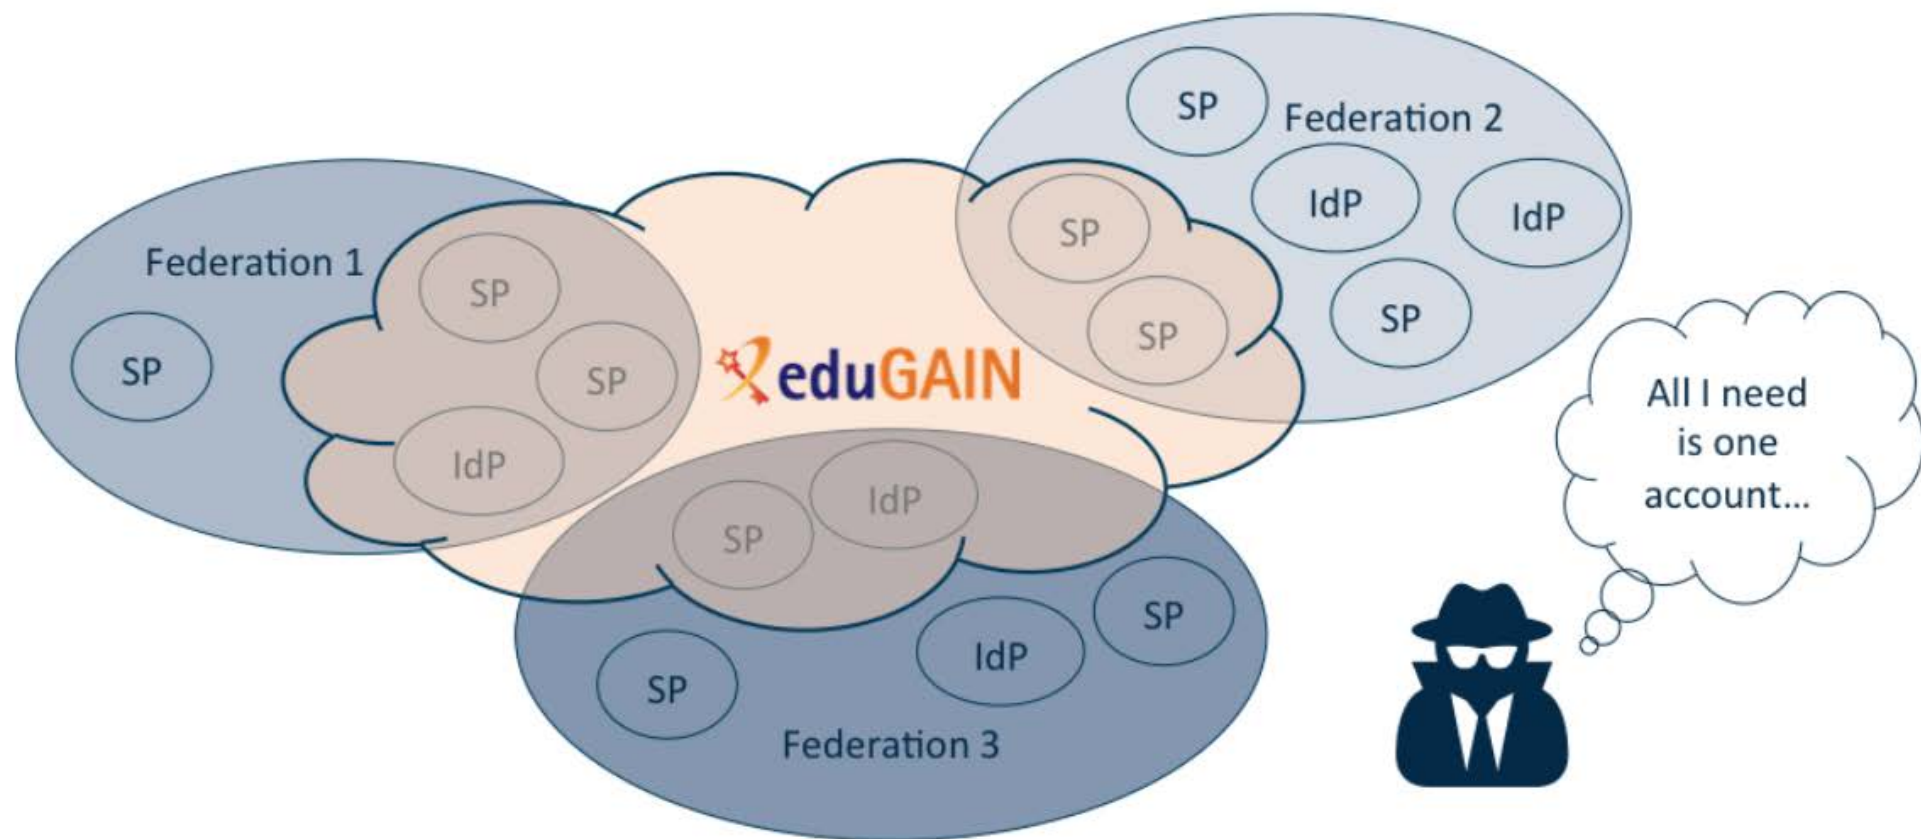 Federation 1
SP
SP
SP
IdP
eduGAIN
Federation 2
SP
IdP
IdP
SP
SP
SP
Federation 3
SP
IdP
SP
IdP
SP
All I need
is one
account...